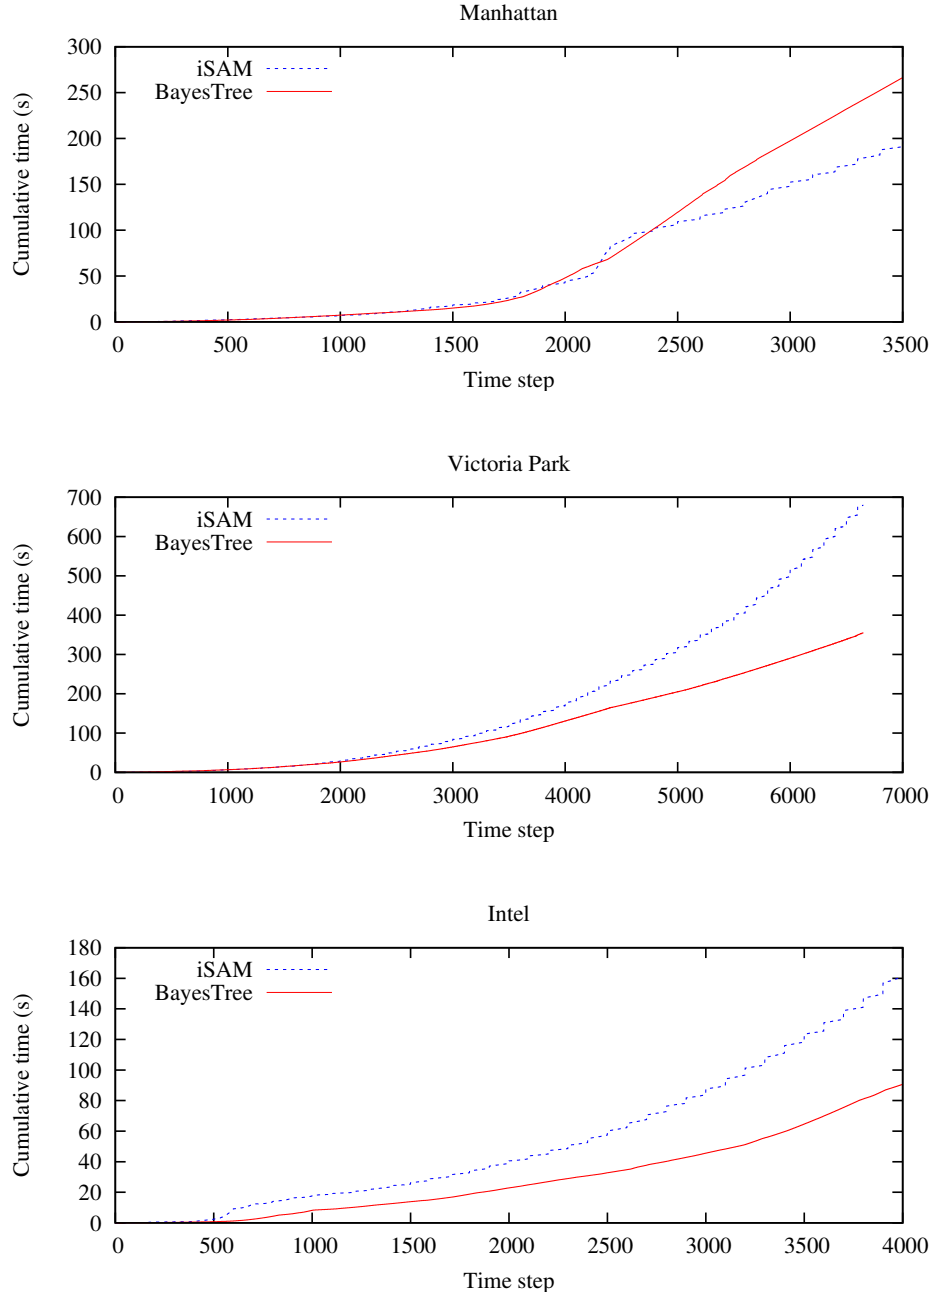 Manhattan
300
250
200
150
100
50
0
Cumulative time (s)
iSAM
BayesTree
0 500 1000 1500 2000 2500 3000 3500
Time step
Victoria Park
700
600
500
400
300
200
100
0
Cumulative time (s)
iSAM
BayesTree
0 1000 2000 3000 4000 5000 6000 7000
Time step
Intel
180
160
140
120
100
80
60
40
20
0
Cumulative time (s)
iSAM
BayesTree
0 500 1000 1500 2000 2500 3000 3500 4000
Time step